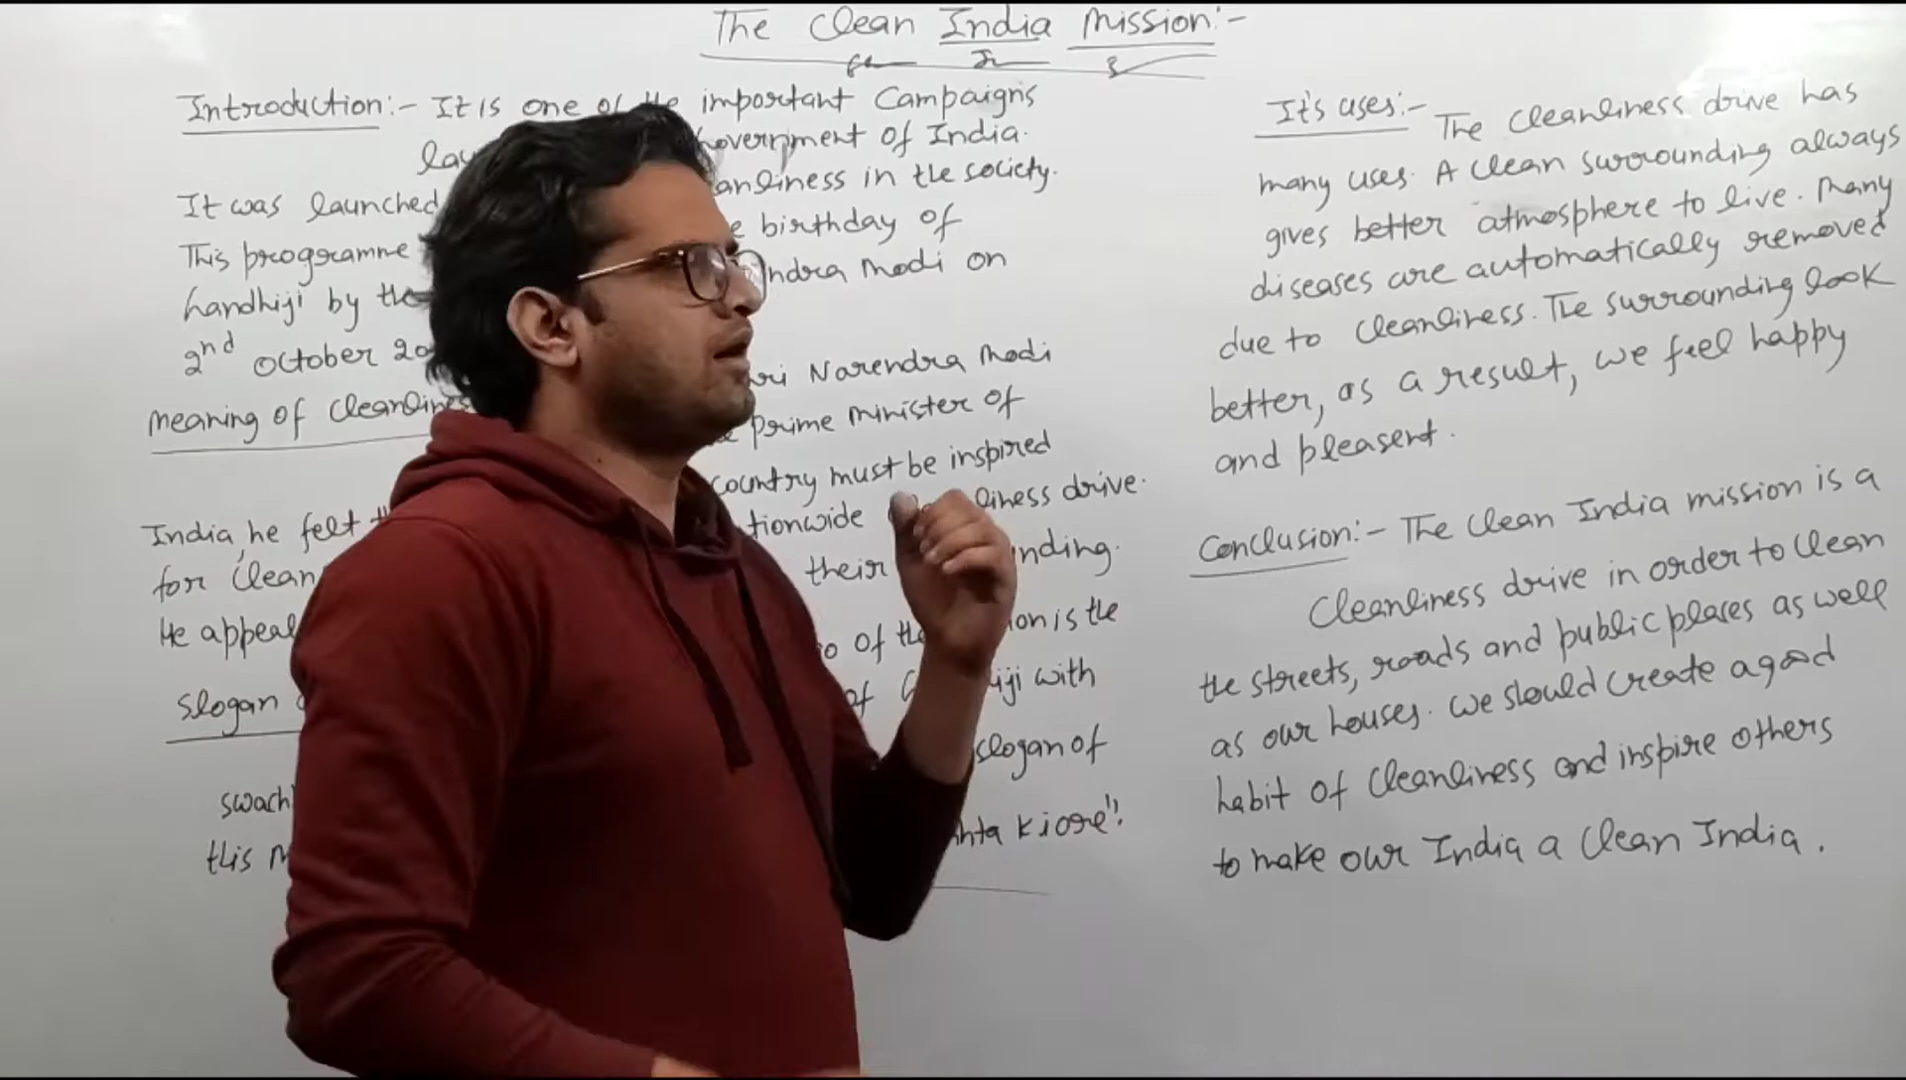 The Clean India Mission:-
Introduction:- It is one of the important Campaigns
overnment of India.
anliness in the society.
It was launched
This programme birthday of
Gandhiji by the ndra Modi on
2nd October 20
ri Narendra Modi
meaning of Cleanlines
Prime Minister of
country must be inspired
India, he felt tionwide liness drive.
for Clean their nding.
He appeal
of the ion is the
Slogan of iji with
slogan of
swach hta Kiore".
this M
It's uses:- The Cleanliness drive has
many uses. A Clean surrounding always
gives better atmosphere to live. Many
diseases are automatically removed
due to Cleanliness. The surrounding look
better, as a result, we feel happy
and pleasent.
Conclusion:- The Clean India mission is a
Cleanliness drive in order to Clean
the streets, roads and public places as well
as our houses. We should create a good
habit of Cleanliness and inspire others
to make our India a Clean India.